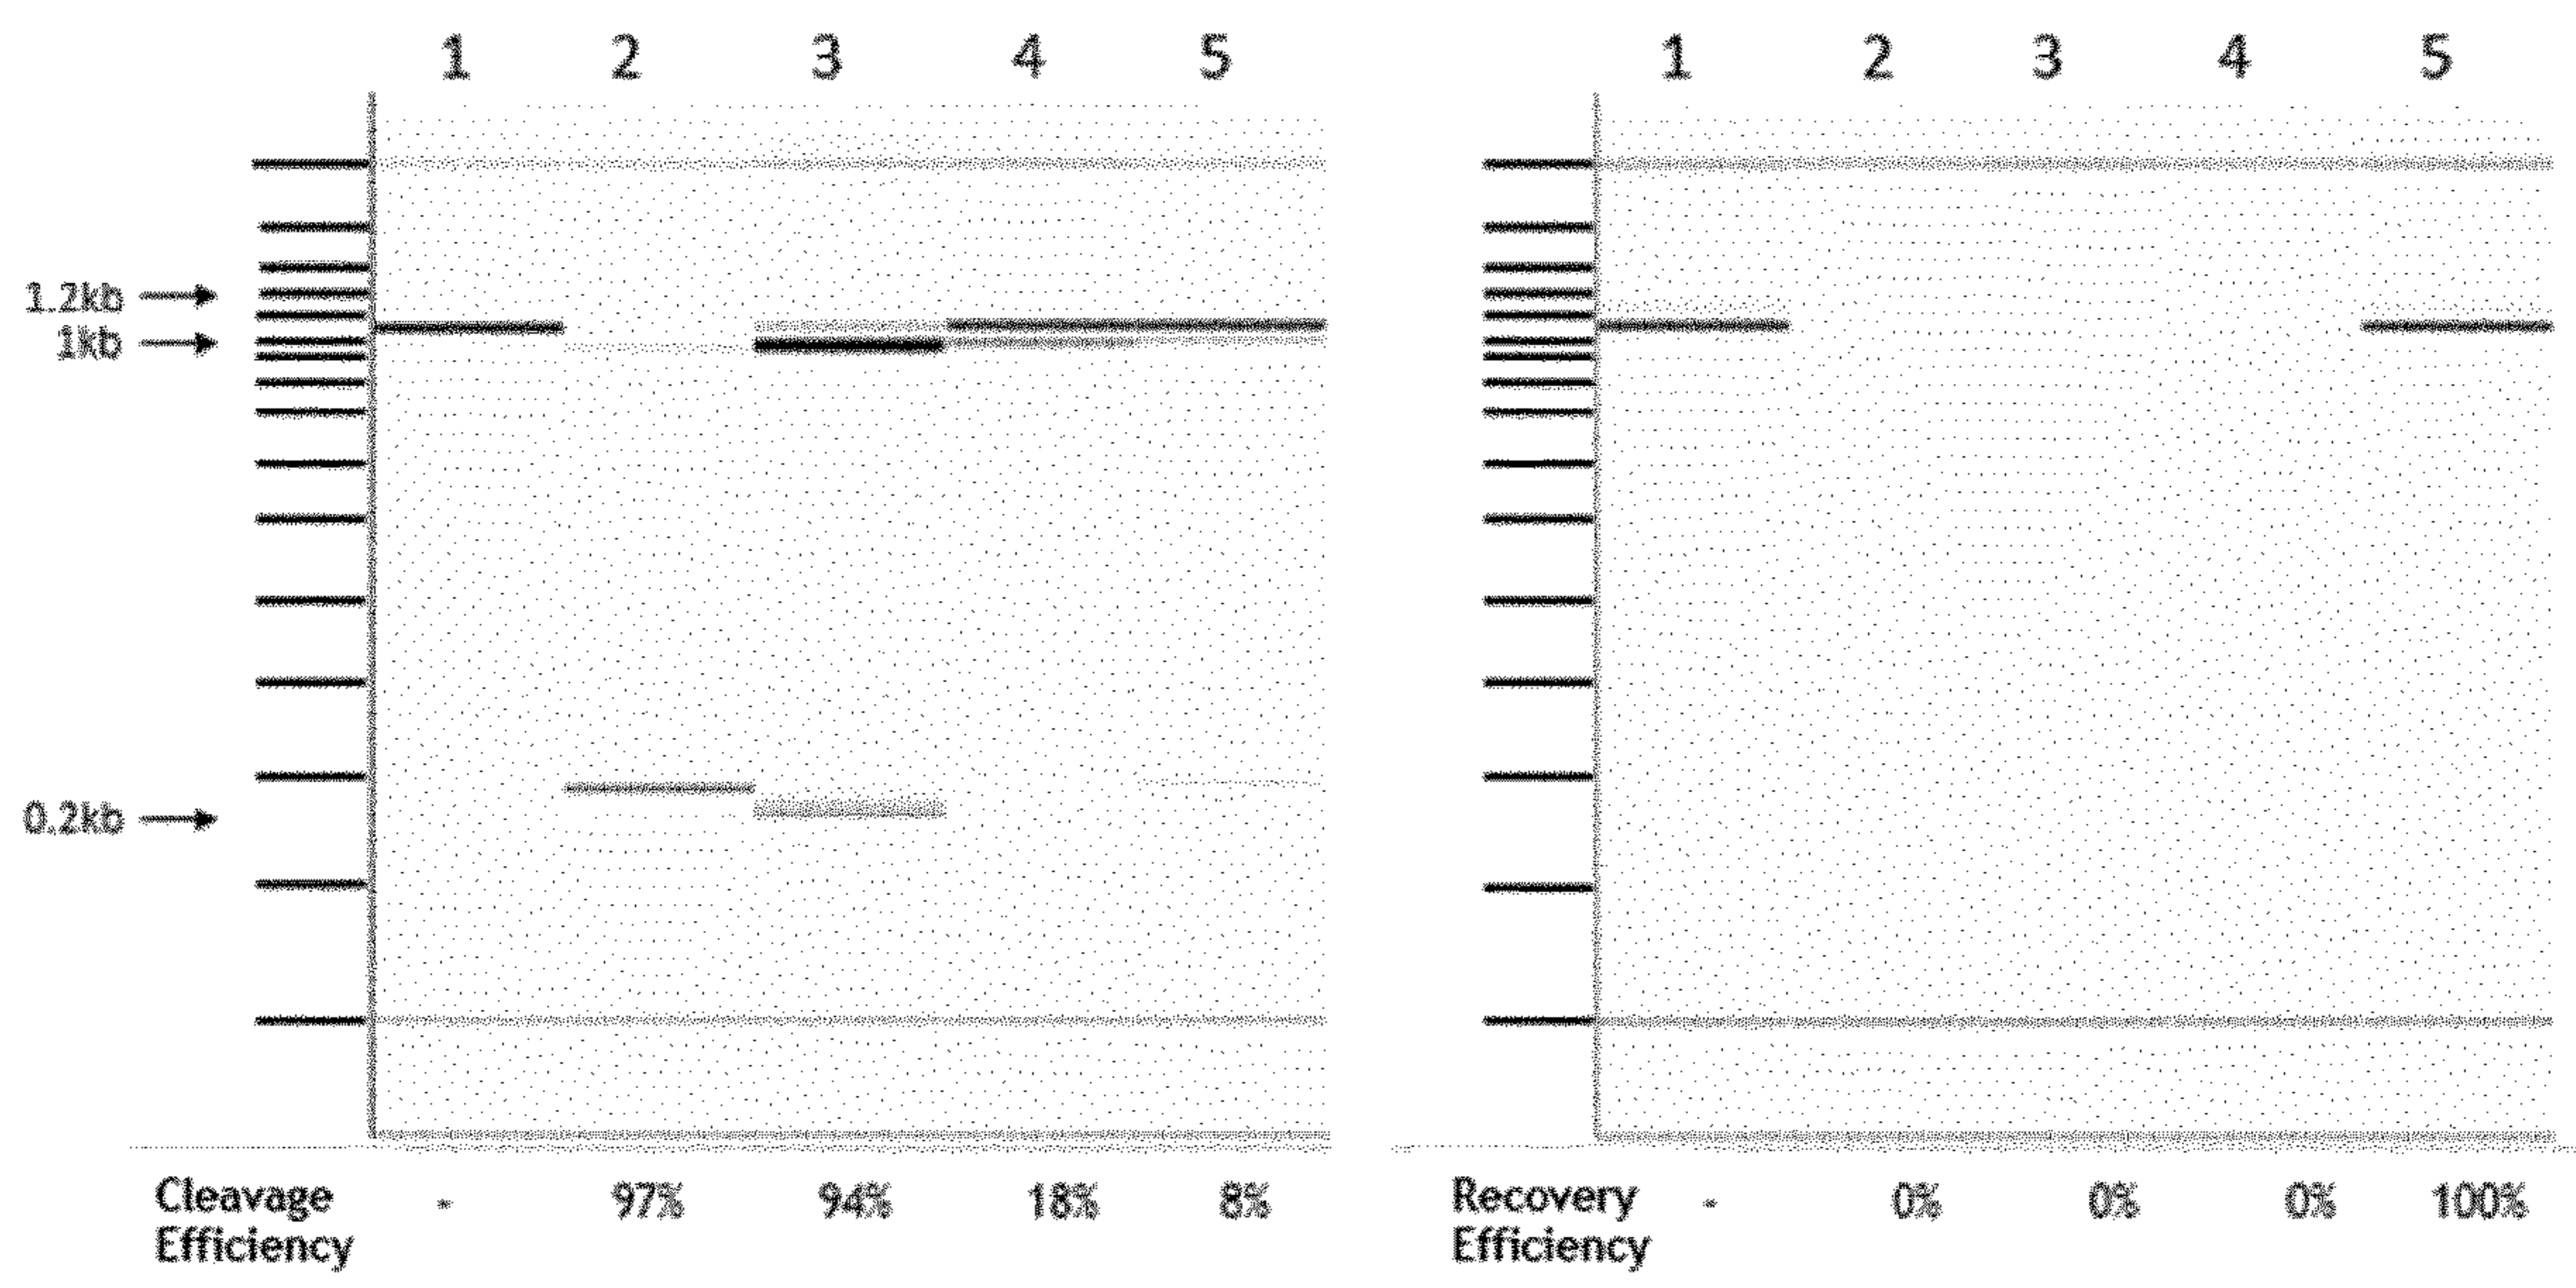 1 2 3 4 5
1.2kb
1kb
0.2kb
Cleavage Efficiency - 97% 94% 18% 8%
1 2 3 4 5
Recovery Efficiency - 0% 0% 0% 100%